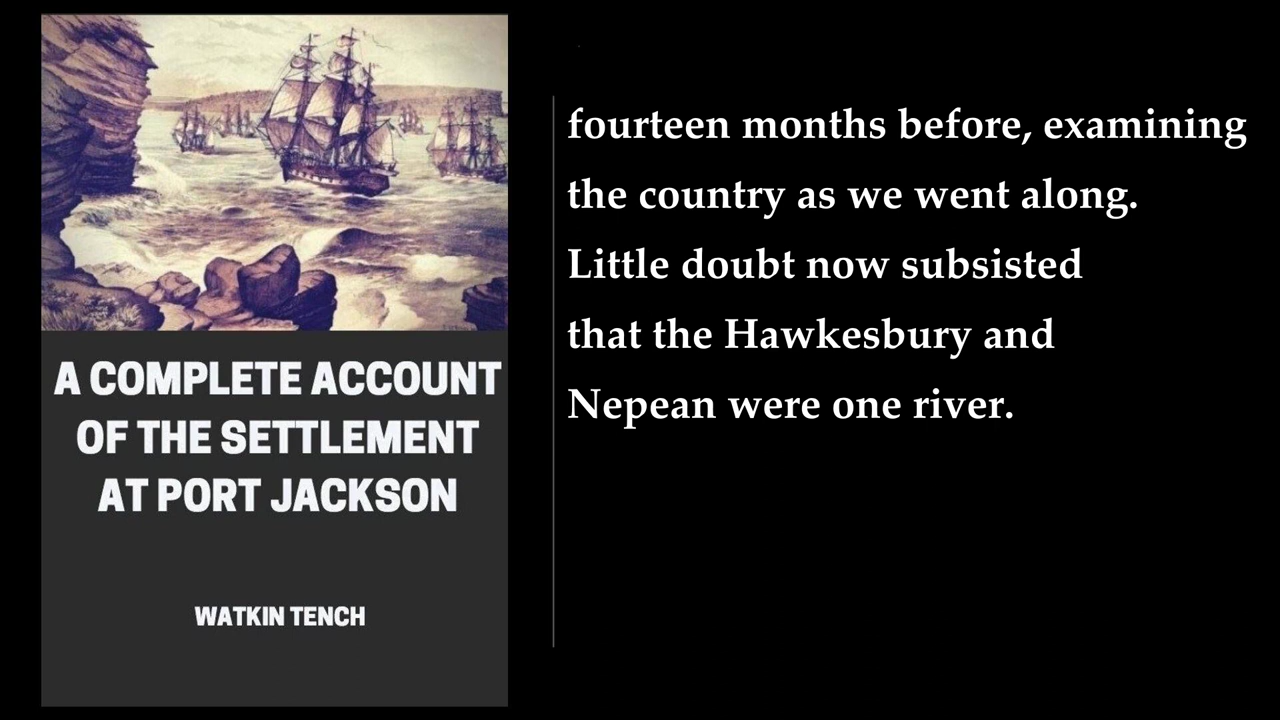 A COMPLETE ACCOUNT
OF THE SETTLEMENT
AT PORT JACKSON
WATKIN TENCH
fourteen months before, examining
the country as we went along.
Little doubt now subsisted
that the Hawkesbury and
Nepean were one river.